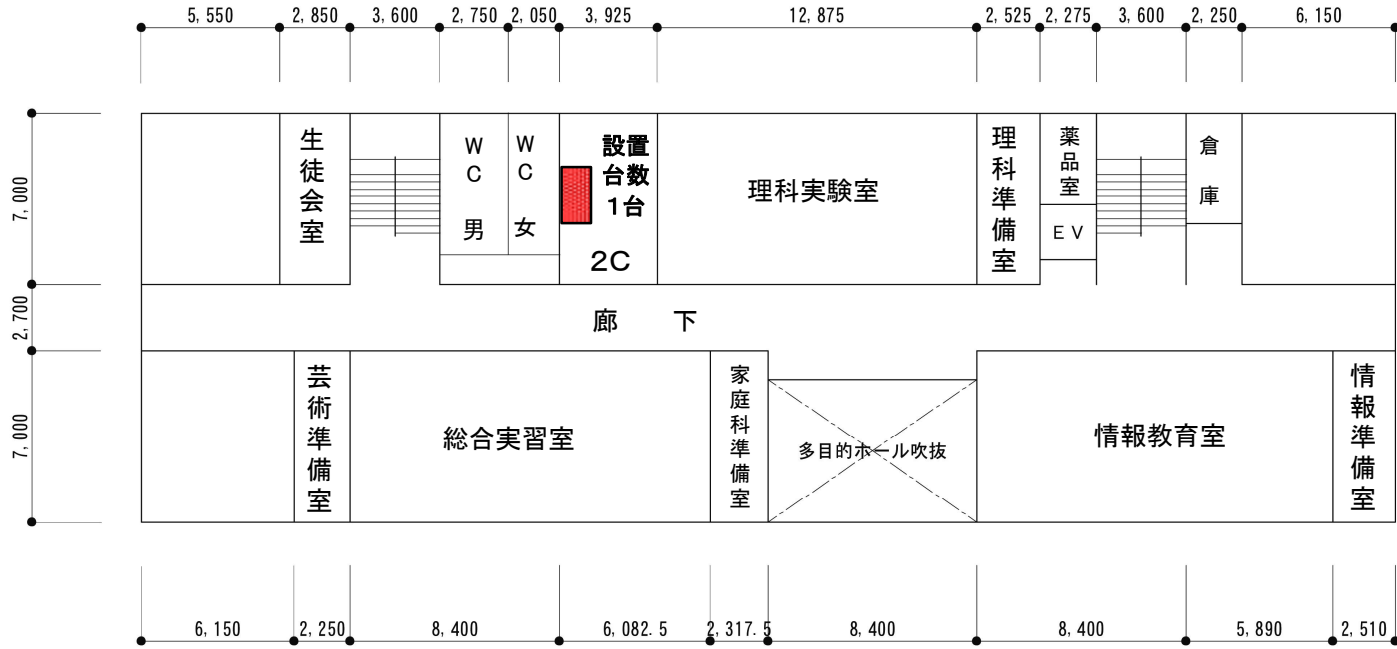 5,550 2,850 3,600 2,750 2,050 3,925 12,875 2,525 2,275 3,600 2,250 6,150
7,000
2,700
7,000
生徒会室
WC 男
WC 女
設置
台数
1台
2C
理科実験室
理科準備室
薬品室
EV
倉庫
廊 下
芸術準備室
総合実習室
家庭科準備室
多目的ホール吹抜
情報教育室
情報準備室
6,150 2,250 8,400 6,082.5 2,317.5 8,400 8,400 5,890 2,510